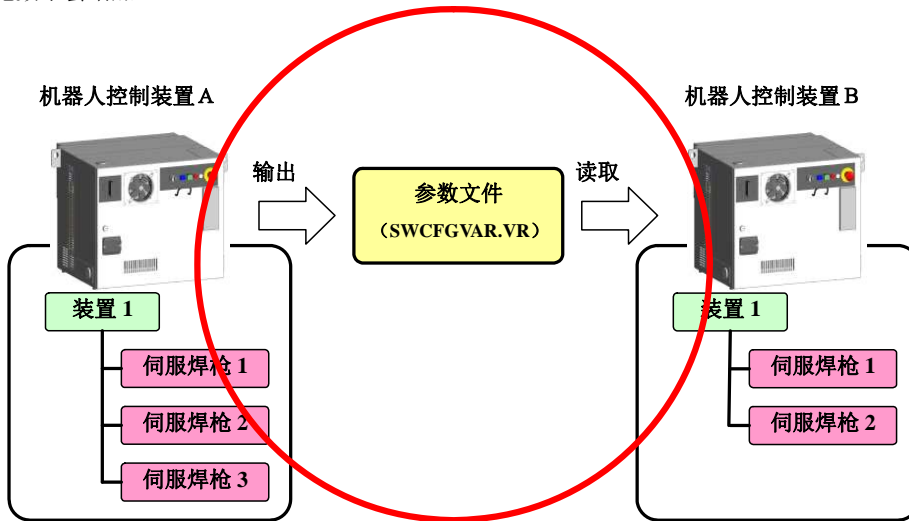 机器人控制装置A
机器人控制装置B
输出
参数文件
（SWCFGVAR.VR）
读取
装置 1
伺服焊枪 1
伺服焊枪 2
伺服焊枪 3
装置 1
伺服焊枪 1
伺服焊枪 2